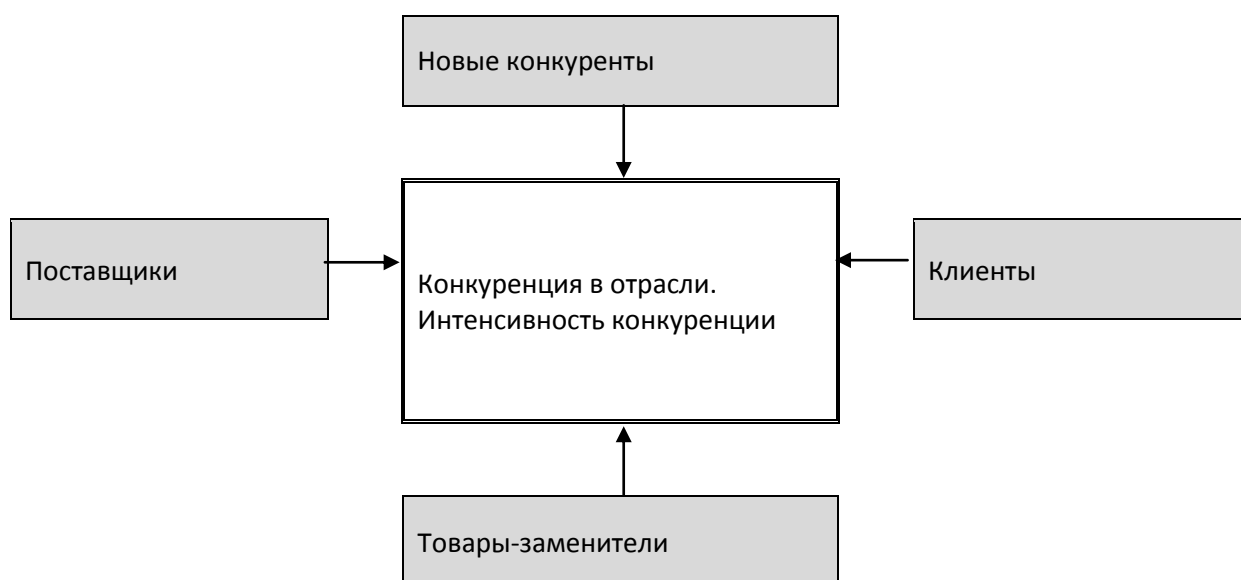 Новые конкуренты
Поставщики
Конкуренция в отрасли.
Интенсивность конкуренции
Клиенты
Товары-заменители